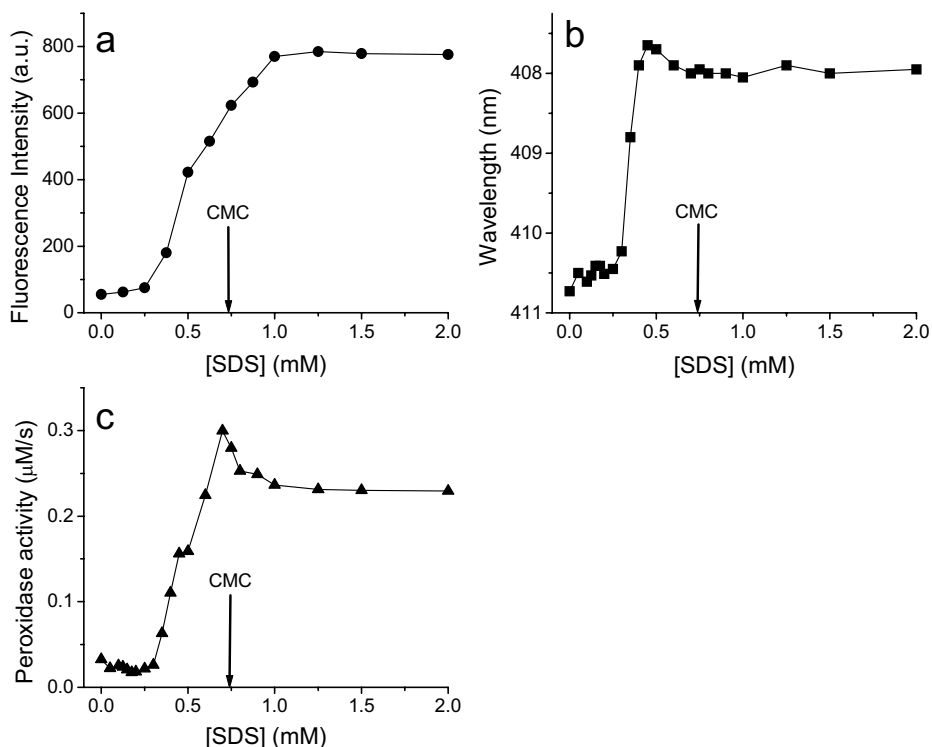 a
Fluorescence Intensity (a.u.)
800
600
400
200
0
CMC
0.0 0.5 1.0 1.5 2.0
[SDS] (mM)
b
Wavelength (nm)
408
409
410
411
CMC
0.0 0.5 1.0 1.5 2.0
[SDS] (mM)
c
Peroxidase activity (μM/s)
0.3
0.2
0.1
0.0
CMC
0.0 0.5 1.0 1.5 2.0
[SDS] (mM)